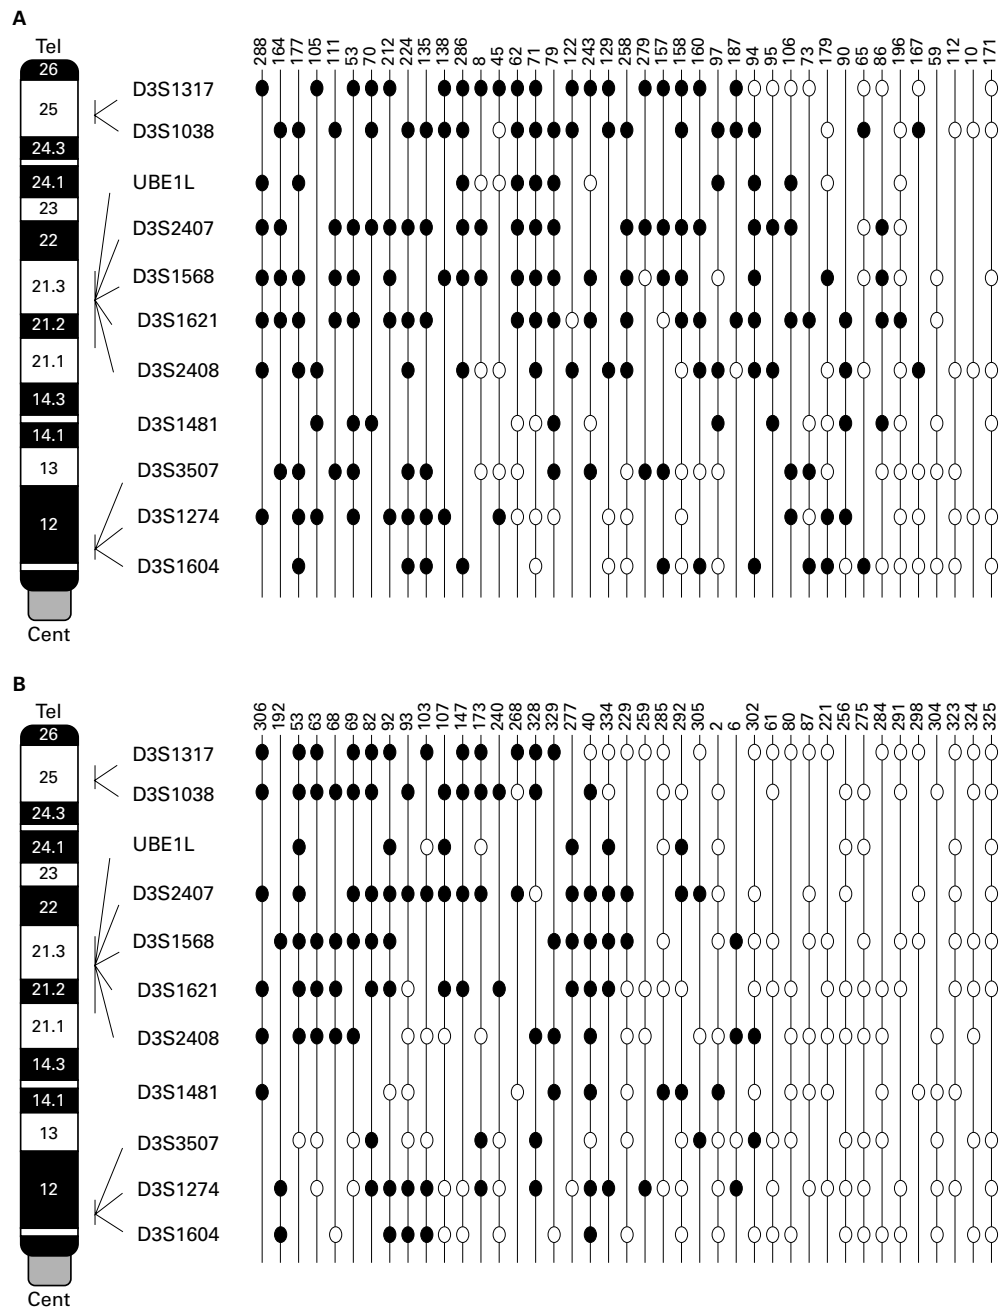 A
Tel
288 164 177 105 111 53 70 212 224 135 138 286 8 45 62 71 79 122 243 129 258 279 157 158 160 97 187 94 95 106 73 179 90 65 86 196 167 59 112 10 171
26
D3S1317
25
D3S1038
24.3
24.1
UBE1L
23
D3S2407
22
D3S1568
21.3
D3S1621
21.2
21.1
D3S2408
14.3
D3S1481
14.1
13
D3S3507
12
D3S1274
D3S1604
Cent
B
Tel
306 192 53 63 68 69 82 92 93 103 107 147 173 240 268 328 329 277 40 334 229 259 285 292 305 2 6 302 61 80 87 221 256 275 284 291 298 304 323 324 325
26
D3S1317
25
D3S1038
24.3
24.1
UBE1L
23
D3S2407
22
D3S1568
21.3
D3S1621
21.2
21.1
D3S2408
14.3
D3S1481
14.1
13
D3S3507
12
D3S1274
D3S1604
Cent